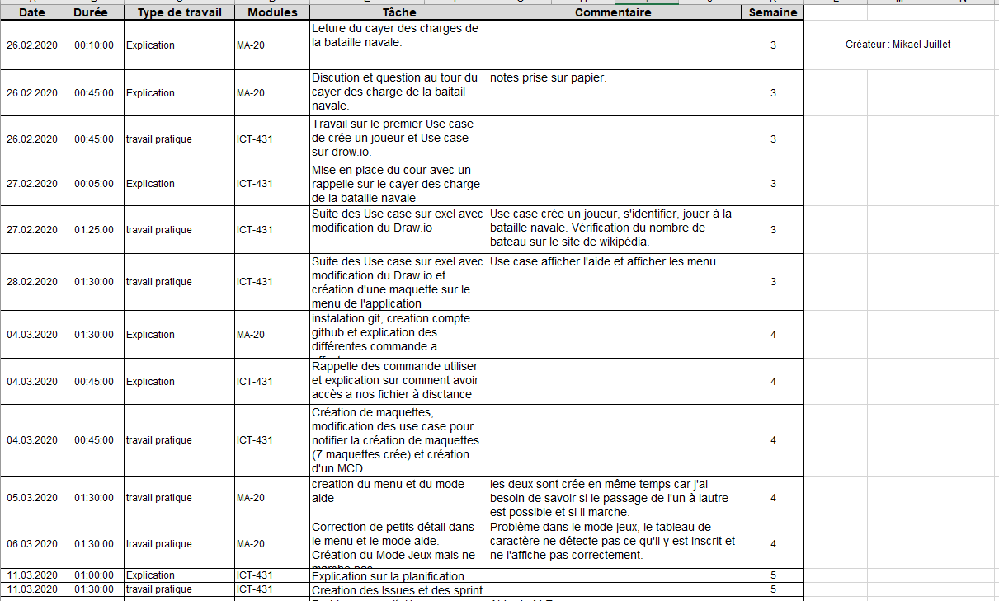 Date Durée Type de travail Modules Tâche Commentaire Semaine
26.02.2020 00:10:00 Explication MA-20 Leture du cayer des charges de
la bataille navale.
3
Créateur : Mikael Juillet
26.02.2020 00:45:00 Explication MA-20 Discution et question au tour du
cayer des charge de la baitail
navale.
notes prise sur papier.
3
26.02.2020 00:45:00 travail pratique ICT-431 Travail sur le premier Use case
de crée un joueur et Use case
sur drow.io.
3
27.02.2020 00:05:00 Explication ICT-431 Mise en place du cour avec un
rappelle sur le cayer des charge
de la bataille navale
3
27.02.2020 01:25:00 travail pratique ICT-431 Suite des Use case sur exel avec
modification du Draw.io
Use case crée un joueur, s'identifier, jouer à la
bataille navale. Vérification du nombre de
bateau sur le site de wikipédia.
3
28.02.2020 01:30:00 travail pratique ICT-431 Suite des Use case sur exel avec
modification du Draw.io et
création d'une maquette sur le
menu de l'application
Use case afficher l'aide et afficher les menu.
3
04.03.2020 01:30:00 Explication MA-20 instalation git, creation compte
github et explication des
différentes commande a
4
04.03.2020 00:45:00 Explication ICT-431 Rappelle des commande utiliser
et explication sur comment avoir
accès a nos fichier à disctance
4
04.03.2020 00:45:00 travail pratique ICT-431 Création de maquettes,
modification des use case pour
notifier la création de maquettes
(7 maquettes crée) et création
d'un MCD
4
05.03.2020 01:30:00 travail pratique MA-20 creation du menu et du mode
aide
les deux sont crée en même temps car j'ai
besoin de savoir si le passage de l'un à lautre
est possible et si il marche.
4
06.03.2020 01:30:00 travail pratique MA-20 Correction de petits détail dans
le menu et le mode aide.
Création du Mode Jeux mais ne
marche pas
Problème dans le mode jeux, le tableau de
caractère ne détecte pas ce qu'il y est inscrit et
ne l'affiche pas correctement.
4
11.03.2020 01:00:00 Explication ICT-431 Explication sur la planification 5
11.03.2020 01:30:00 travail pratique ICT-431 Creation des Issues et des sprint. 5